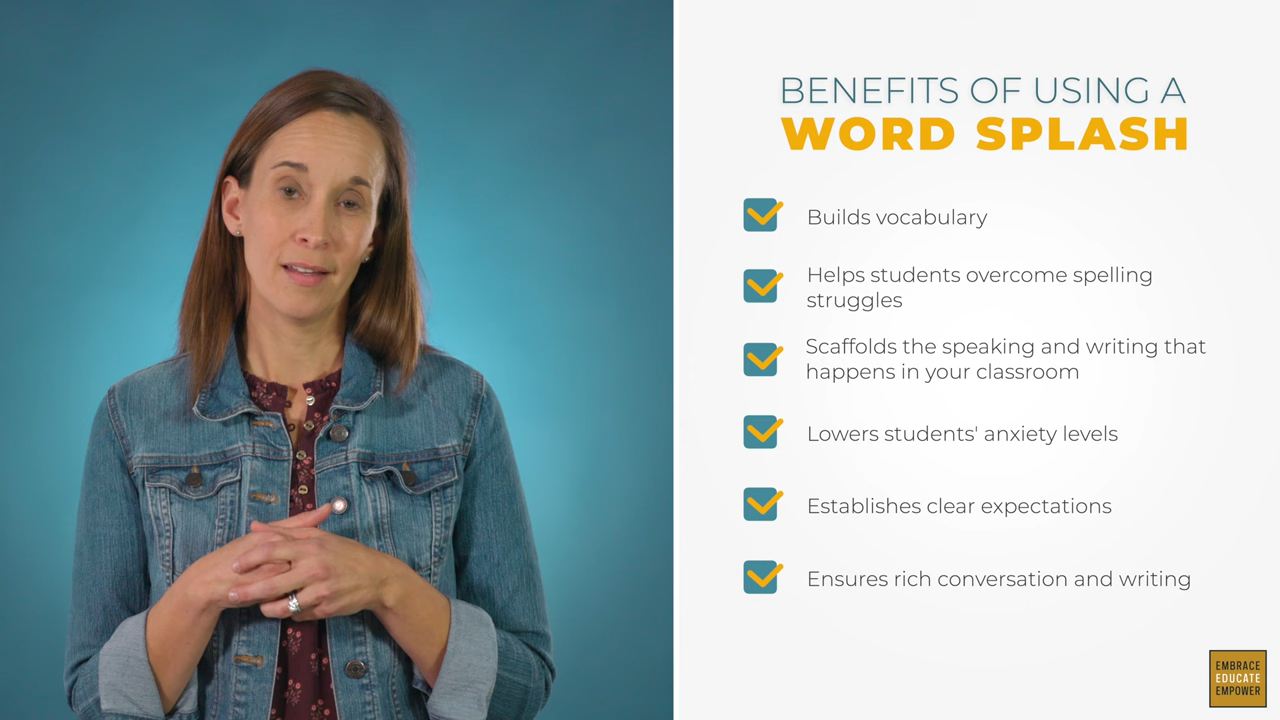 BENEFITS OF USING A
WORD SPLASH
Builds vocabulary
Helps students overcome spelling
struggles
Scaffolds the speaking and writing that
happens in your classroom
Lowers students' anxiety levels
Establishes clear expectations
Ensures rich conversation and writing
EMBRACE
EDUCATE
EMPOWER